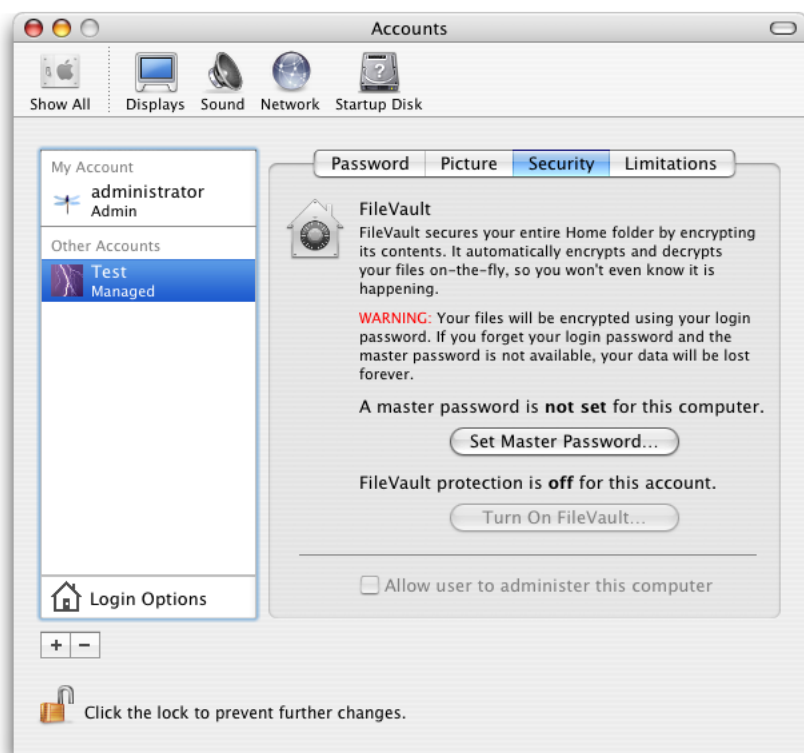 Accounts
Show All Displays Sound Network Startup Disk
My Account
administrator
Admin
Other Accounts
Test
Managed
Login Options
Password Picture Security Limitations
FileVault
FileVault secures your entire Home folder by encrypting
its contents. It automatically encrypts and decrypts
your files on-the-fly, so you won't even know it is
happening.
WARNING: Your files will be encrypted using your login
password. If you forget your login password and the
master password is not available, your data will be lost
forever.
A master password is not set for this computer.
Set Master Password...
FileVault protection is off for this account.
Turn On FileVault...
Allow user to administer this computer
+ −
Click the lock to prevent further changes.